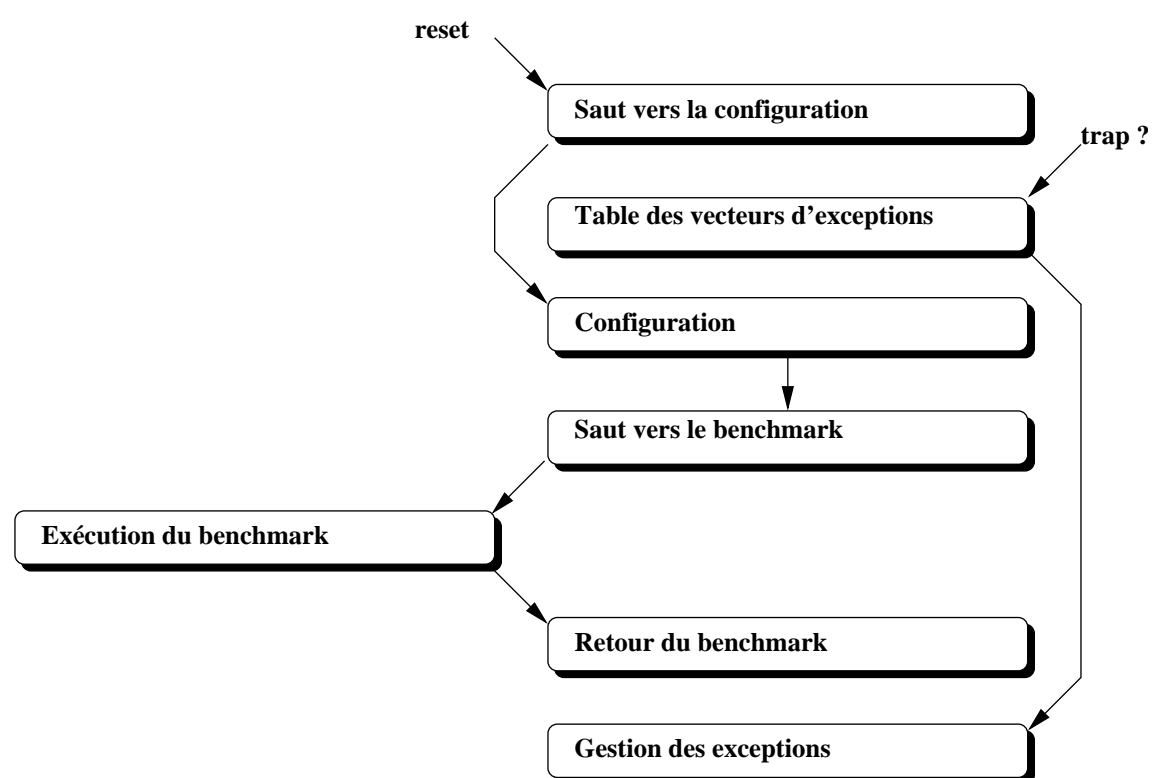 reset
Saut vers la configuration
trap ?
Table des vecteurs d’exceptions
Configuration
Saut vers le benchmark
Exécution du benchmark
Retour du benchmark
Gestion des exceptions